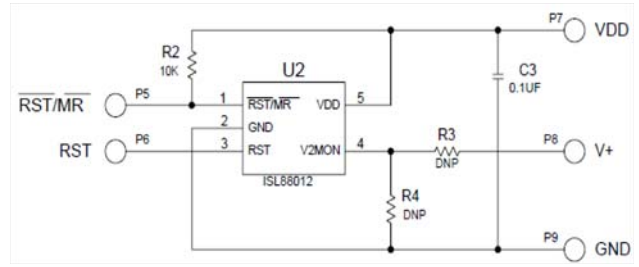 P7 VDD
R2
10K
U2
C3
0.1UF
RST/MR P5 1 RST/MR VDD 5
2 GND
R3
RST P6 3 RST V2MON 4 P8 V+
DNP
ISL88012
R4
DNP
P9 GND